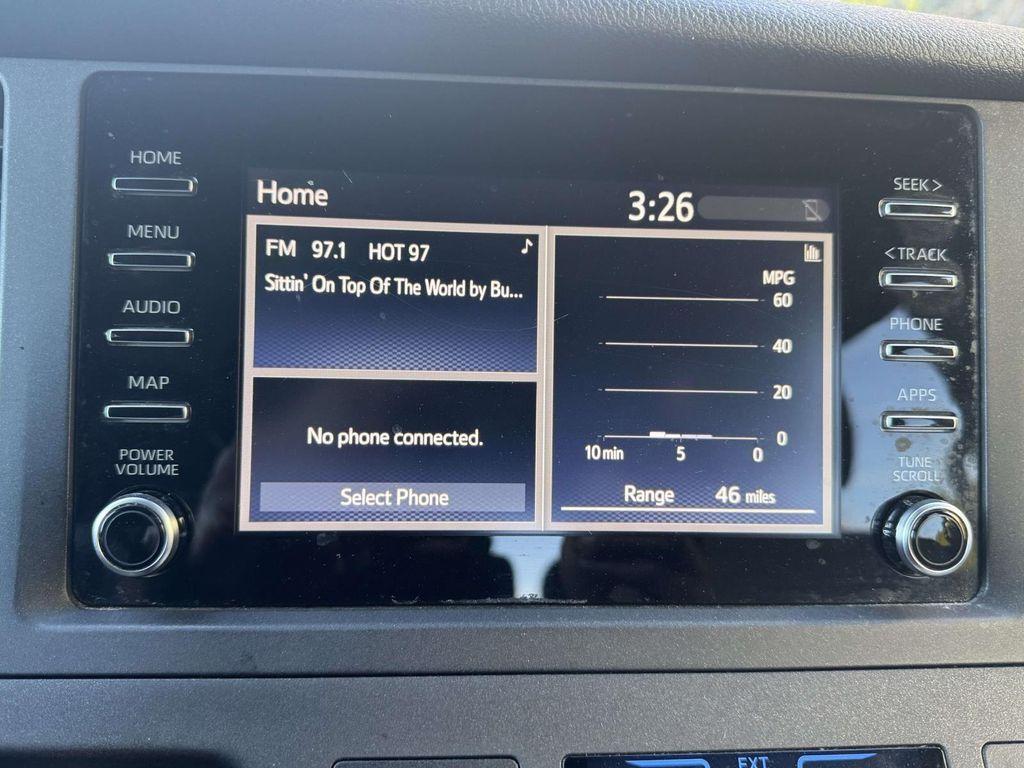 HOME
MENU
AUDIO
MAP
POWER
VOLUME
Home
3:26
FM 97.1 HOT 97
Sittin' On Top Of The World by Bu...
No phone connected.
Select Phone
MPG
60
40
20
0
10 min 5 0
Range 46 miles
SEEK >
< TRACK
PHONE
APPS
TUNE
SCROLL
EXT